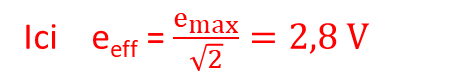 Ici e_eff = e_max/√2 = 2,8 V